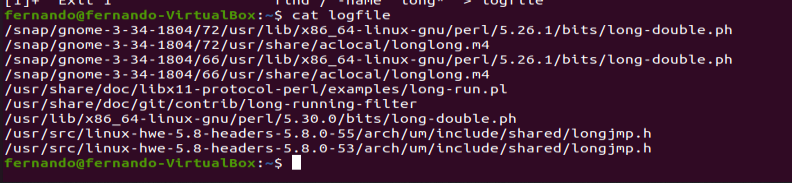 [1]+  Exit 1                  find / -name "long*" > logfile
fernando@fernando-VirtualBox:~$ cat logfile
/snap/gnome-3-34-1804/72/usr/lib/x86_64-linux-gnu/perl/5.26.1/bits/long-double.ph
/snap/gnome-3-34-1804/72/usr/share/aclocal/longlong.m4
/snap/gnome-3-34-1804/66/usr/lib/x86_64-linux-gnu/perl/5.26.1/bits/long-double.ph
/snap/gnome-3-34-1804/66/usr/share/aclocal/longlong.m4
/usr/share/doc/libx11-protocol-perl/examples/long-run.pl
/usr/share/doc/git/contrib/long-running-filter
/usr/lib/x86_64-linux-gnu/perl/5.30.0/bits/long-double.ph
/usr/src/linux-hwe-5.8-headers-5.8.0-55/arch/um/include/shared/longjmp.h
/usr/src/linux-hwe-5.8-headers-5.8.0-53/arch/um/include/shared/longjmp.h
fernando@fernando-VirtualBox:~$